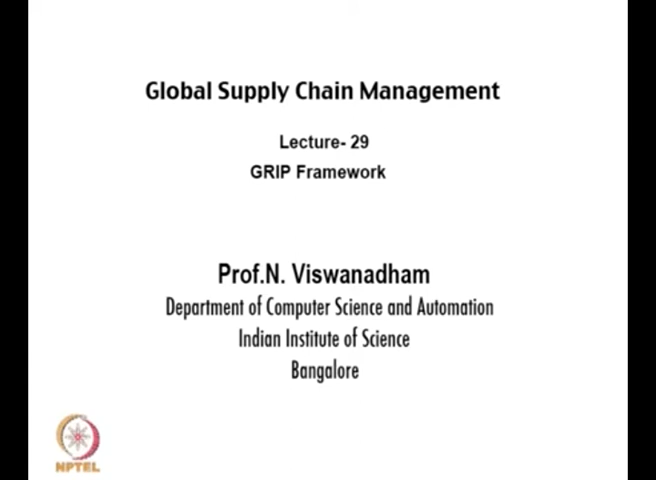 Global Supply Chain Management
Lecture- 29
GRIP Framework
Prof.N. Viswanadham
Department of Computer Science and Automation
Indian Institute of Science
Bangalore
NPTEL